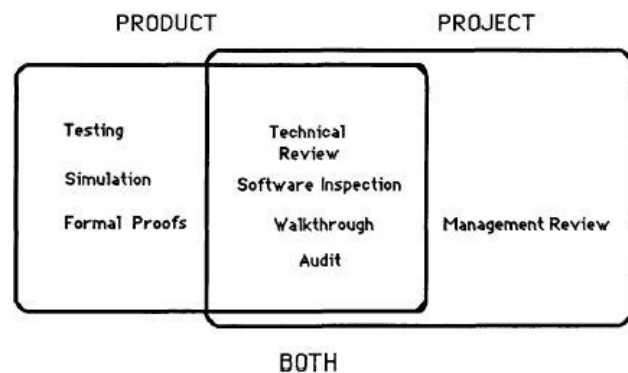 PRODUCT PROJECT
Testing
Simulation
Formal Proofs
Technical
Review
Software Inspection
Walkthrough
Audit
Management Review
BOTH